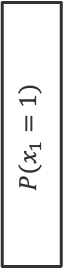 P(x₁ = 1)